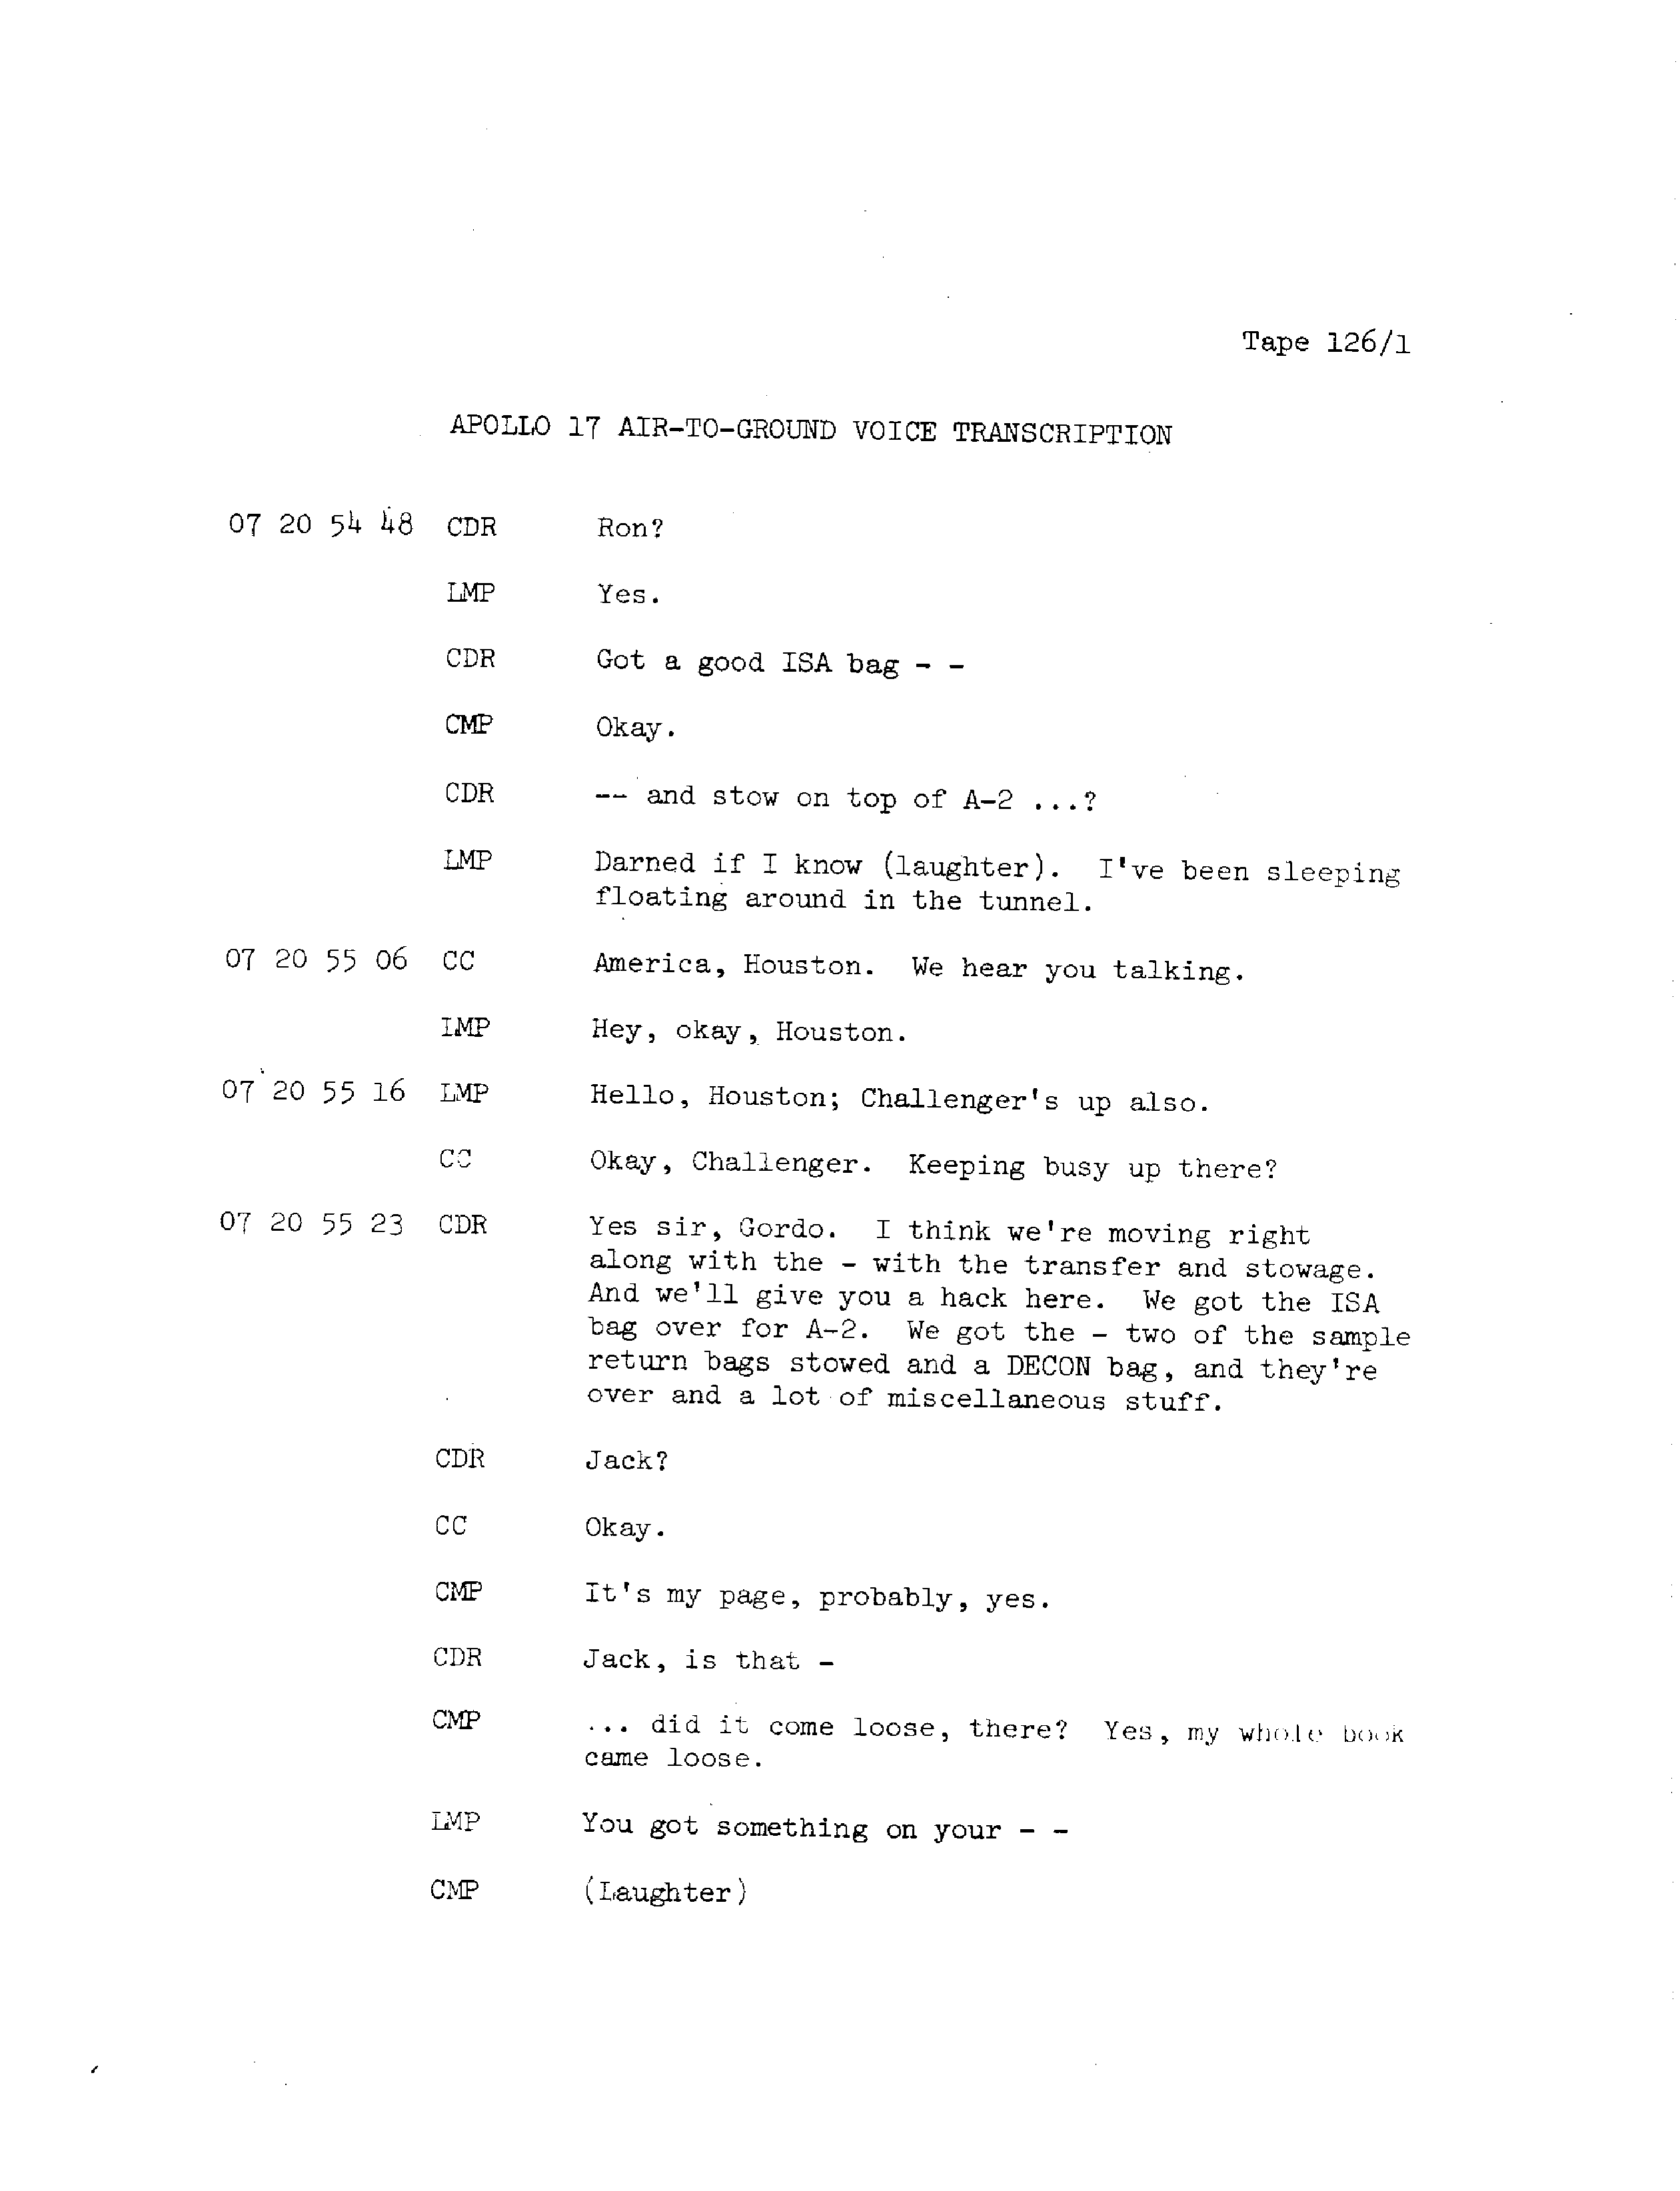 Tape 126/1
APOLLO 17 AIR-TO-GROUND VOICE TRANSCRIPTION
07 20 54 48 CDR Ron?
LMP Yes.
CDR Got a good ISA bag - -
CMP Okay.
CDR -- and stow on top of A-2 ...?
LMP Darned if I know (laughter). I've been sleeping
floating around in the tunnel.
07 20 55 06 CC America, Houston. We hear you talking.
LMP Hey, okay, Houston.
07 20 55 16 LMP Hello, Houston; Challenger's up also.
CC Okay, Challenger. Keeping busy up there?
07 20 55 23 CDR Yes sir, Gordo. I think we're moving right
along with the - with the transfer and stowage.
And we'll give you a hack here. We got the ISA
bag over for A-2. We got the - two of the sample
return bags stowed and a DECON bag, and they're
over and a lot of miscellaneous stuff.
CDR Jack?
CC Okay.
CMP It's my page, probably, yes.
CDR Jack, is that -
CMP ... did it come loose, there? Yes, my whole book
came loose.
LMP You got something on your - -
CMP (Laughter)